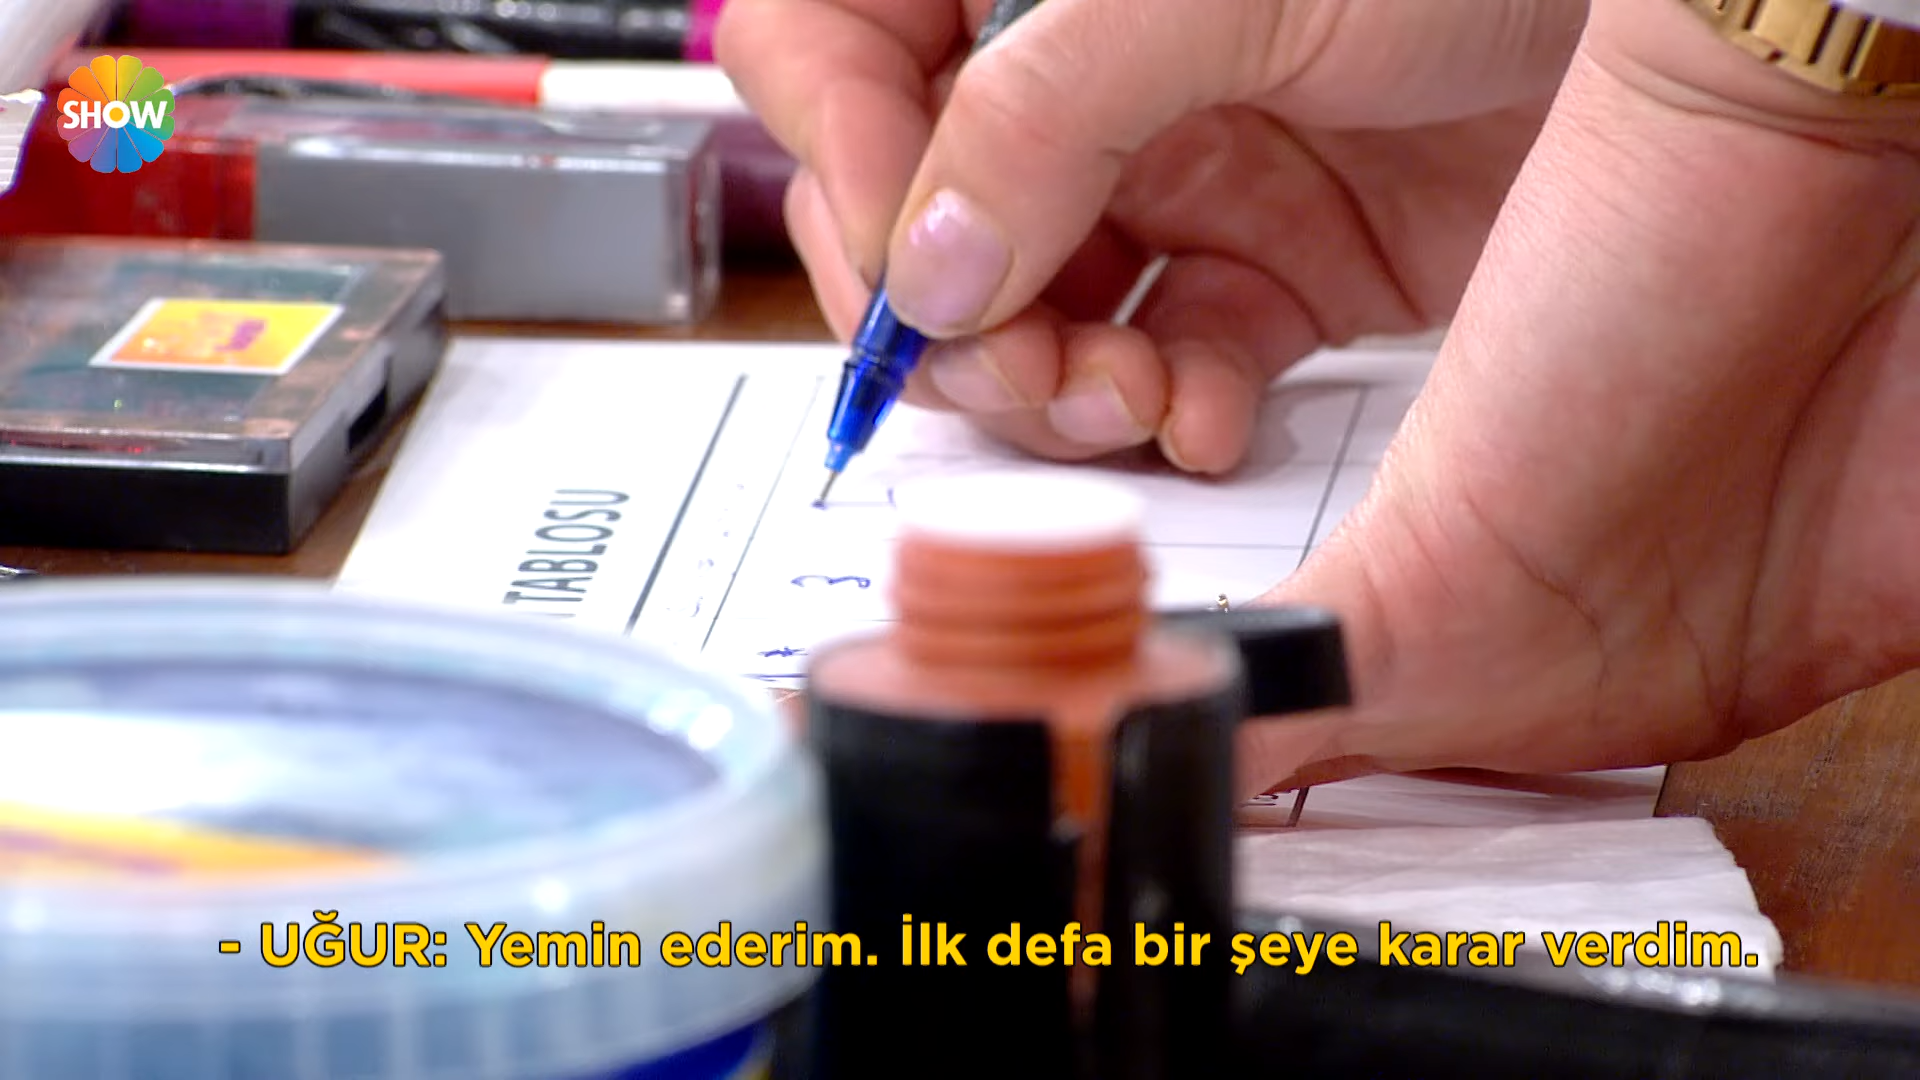 SHOW
TABLOSU
3
*
- UĞUR: Yemin ederim. İlk defa bir şeye karar verdim.